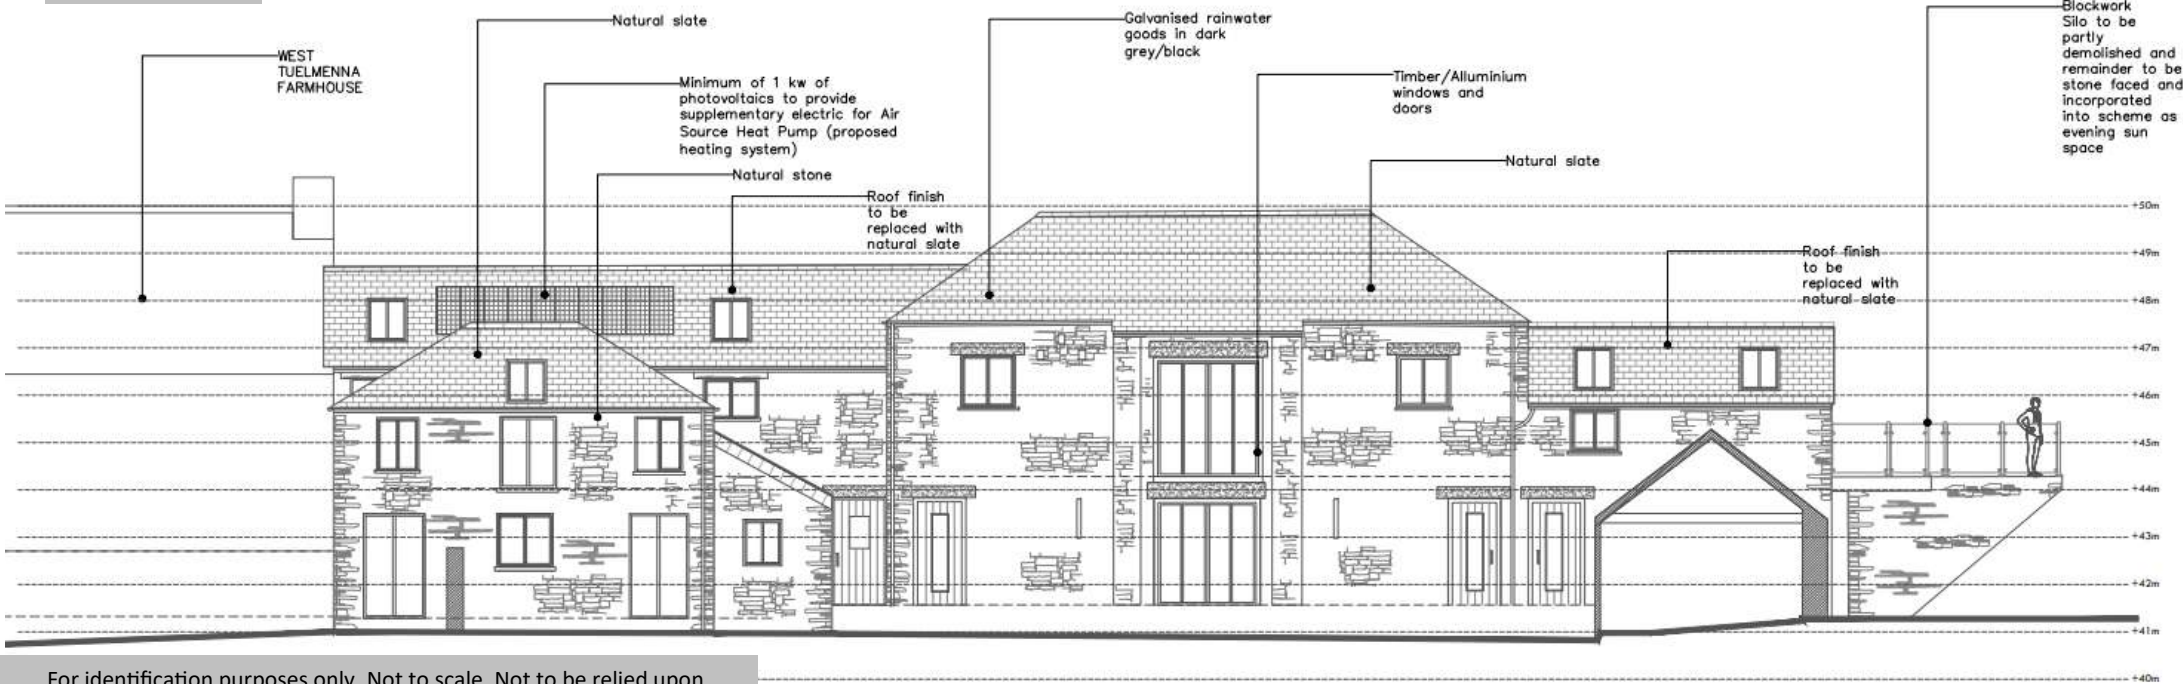 Natural slate
WEST
TUELMENNA
FARMHOUSE
Minimum of 1 kw of
photovoltaics to provide
supplementary electric for Air
Source Heat Pump (proposed
heating system)
Natural stone
Roof finish
to be
replaced with
natural slate
Galvanised rainwater
goods in dark
grey/black
Timber/Alluminium
windows and
doors
Natural slate
Roof finish
to be
replaced with
natural slate
Blockwork
Silo to be
partly
demolished and
remainder to be
stone faced and
incorporated
into scheme as
evening sun
space
+50m
+49m
+48m
+47m
+46m
+45m
+44m
+43m
+42m
+41m
+40m
For identification purposes only. Not to scale. Not to be relied upon